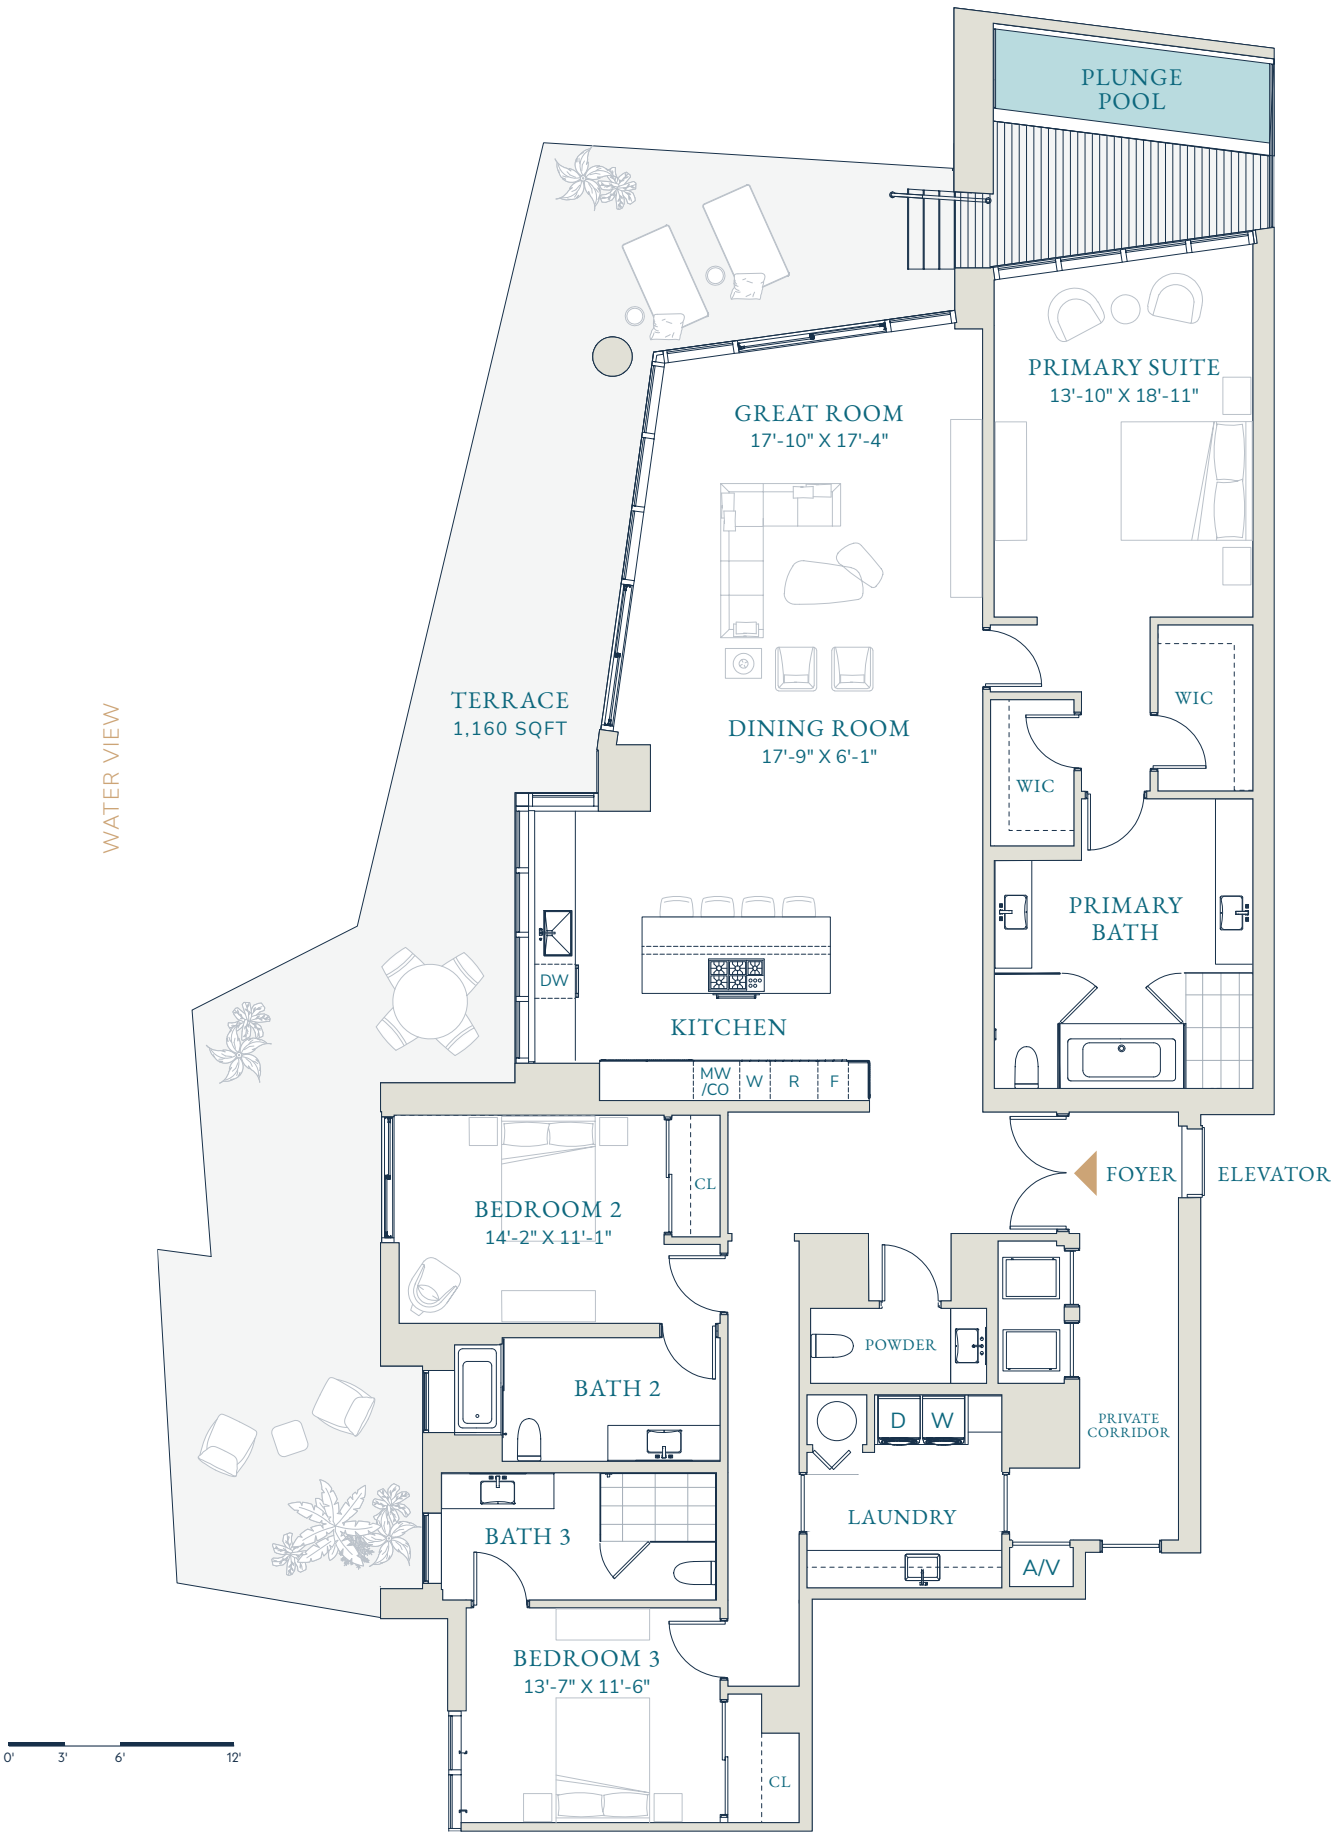 PLUNGE
POOL
PRIMARY SUITE
13'-10" X 18'-11"
GREAT ROOM
17'-10" X 17'-4"
TERRACE
1,160 SQFT
WATER VIEW
DINING ROOM
17'-9" X 6'-1"
WIC
WIC
PRIMARY
BATH
DW
KITCHEN
MW
/CO
W
R
F
FOYER
ELEVATOR
CL
BEDROOM 2
14'-2" X 11'-1"
POWDER
BATH 2
D
W
PRIVATE
CORRIDOR
LAUNDRY
BATH 3
A/V
BEDROOM 3
13'-7" X 11'-6"
CL
0' 3' 6' 12'